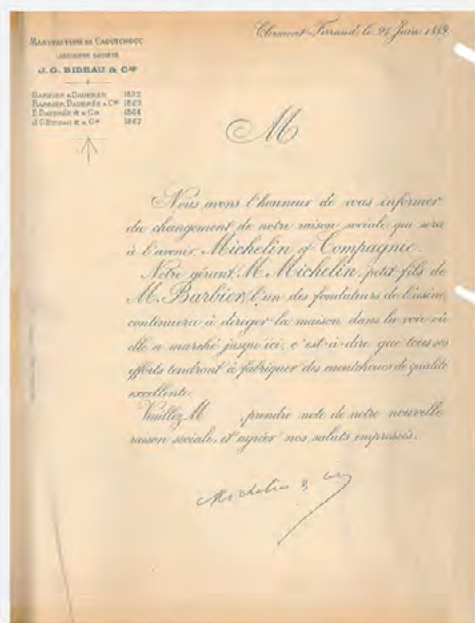 MANUFACTURE DE CAOUTCHOUC
ANCIENNE SOCIÉTÉ
J. G. BIDEAU & Cie
BARBIER & DAUBRÉE 1832
BARBIER, DAUBRÉE & Cie
E. DAUBRÉE & Cie
J. G. BIDEAU & Cie
Clermont-Ferrand, le Juin 1889
M
Nous avons l'honneur de vous informer
du changement de notre raison sociale qui sera
à l'avenir, Michelin & Compagnie.
Notre gérant, M. Michelin, petit-fils de
M. Barbier, l'un des fondateurs de l'usine,
continuera à diriger la maison dans la voie où
elle a marché jusqu'ici, c'est-à-dire que tous ses
efforts tendront à fabriquer des caoutchoucs de qualité
excellente.
Veuillez M , prendre note de notre nouvelle
raison sociale, et agréer nos saluts empressés.
Michelin & Cie